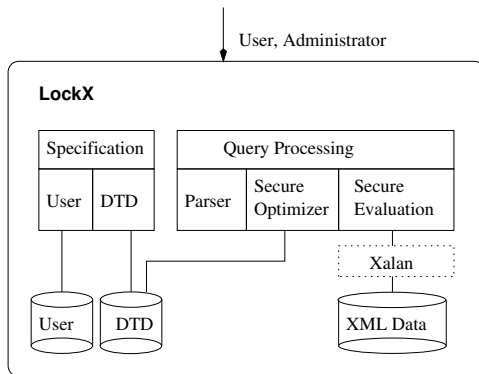 User, Administrator
LockX
Specification
Query Processing
User
DTD
Parser
Secure
Optimizer
Secure
Evaluation
Xalan
User
DTD
XML Data